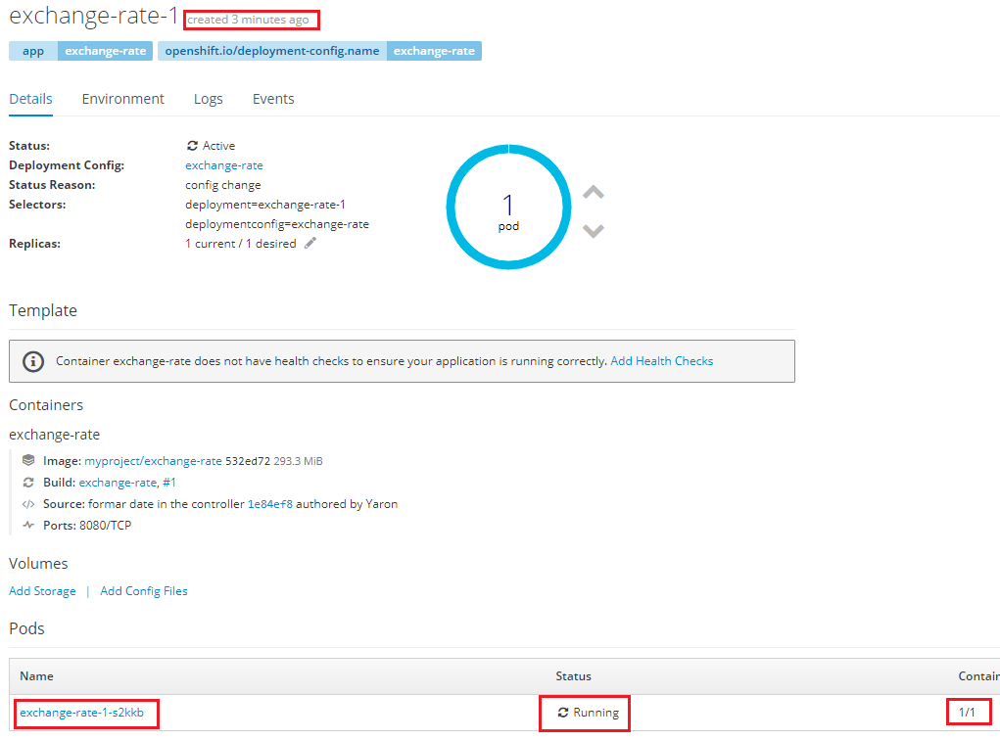 exchange-rate-1 created 3 minutes ago
app exchange-rate openshift.io/deployment-config.name exchange-rate
Details Environment Logs Events
Status: Active
Deployment Config: exchange-rate
Status Reason: config change
Selectors: deployment=exchange-rate-1
deploymentconfig=exchange-rate
Replicas: 1 current / 1 desired
1
pod
Template
Container exchange-rate does not have health checks to ensure your application is running correctly. Add Health Checks
Containers
exchange-rate
Image: myproject/exchange-rate 532ed72 293.3 MiB
Build: exchange-rate, #1
</> Source: formar date in the controller 1e84ef8 authored by Yaron
Ports: 8080/TCP
Volumes
Add Storage | Add Config Files
Pods
Name Status Contain
exchange-rate-1-s2kkb Running 1/1